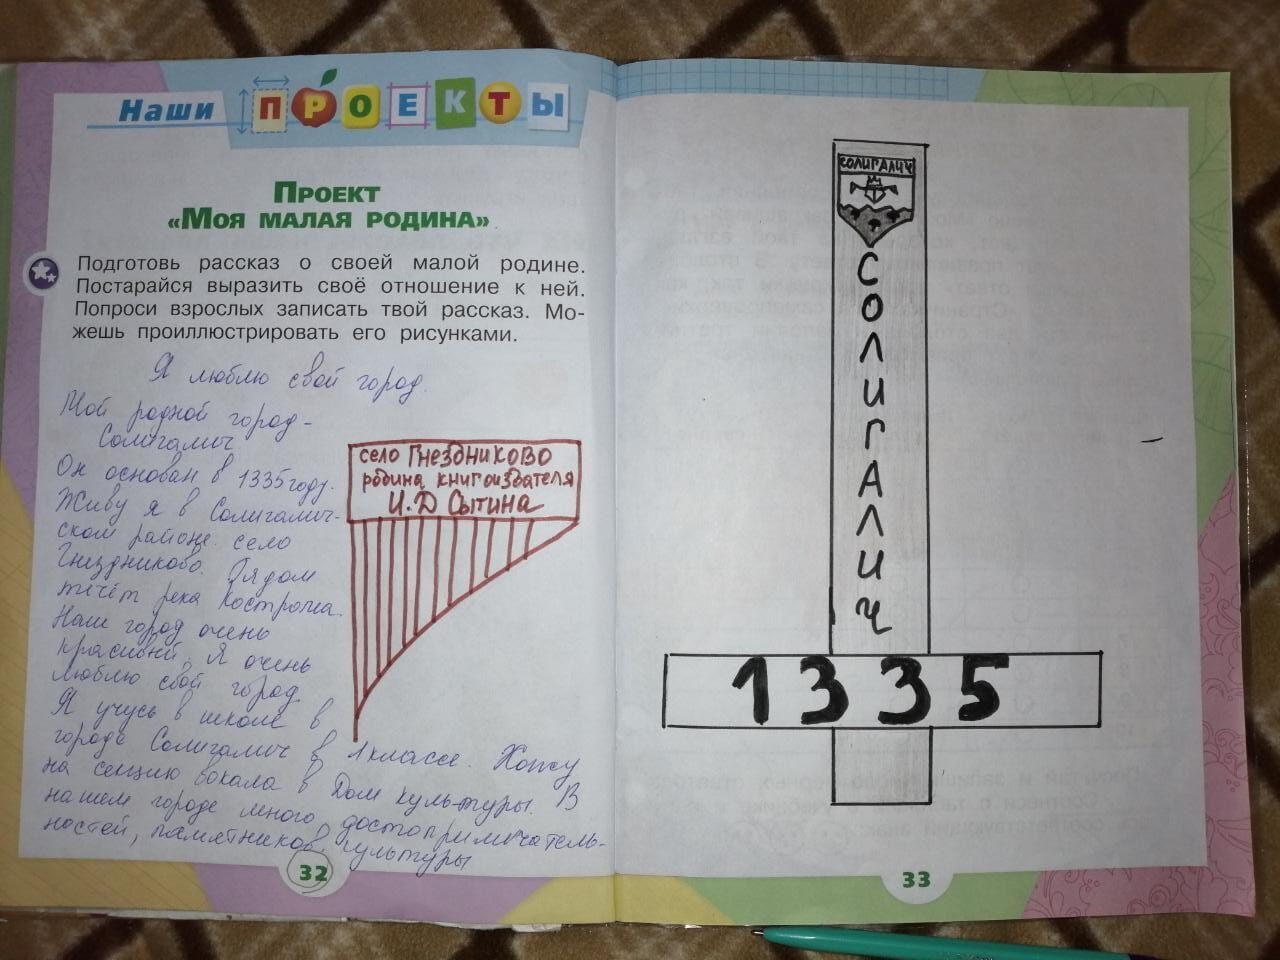 Наши ПРОЕКТЫ
ПРОЕКТ
«МОЯ МАЛАЯ РОДИНА»
Подготовь рассказ о своей малой родине.
Постарайся выразить своё отношение к ней.
Попроси взрослых записать твой рассказ. Мо-
жешь проиллюстрировать его рисунками.
Я люблю свой город.
Мой родной город -
Солигалич
Он основан в 1335 году.
Живу я в Солигалич-
ском районе село
Гнездниково. Рядом
течёт река Кострома.
Наш город очень
красивый. Я очень
люблю свой город
Я учусь в школе в
городе Солигалич в 1 классе. Хожу
на секцию вокала в Дом культуры. В
нашем городе много достопримечатель-
ностей, памятников культуры
село Гнездниково
родина книгоиздателя
И.Д Сытина
32
СОЛИГАЛИЧ
СОЛИГАЛИЧ
1335
33